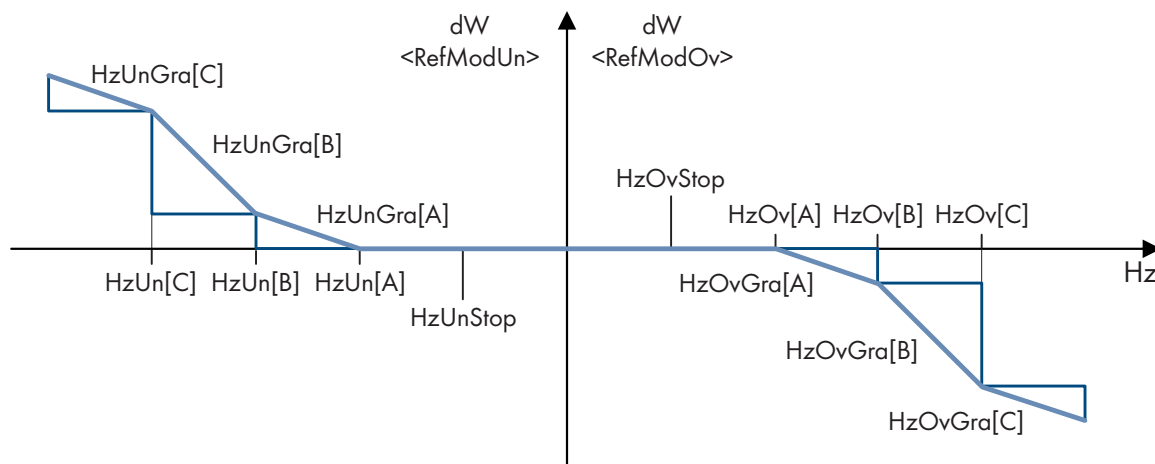 dW
<RefModUn>
dW
<RefModOv>
HzUnGra[C]
HzUnGra[B]
HzUnGra[A]
HzOvStop
HzOv[A]
HzOv[B]
HzOv[C]
HzUn[C]
HzUn[B]
HzUn[A]
HzUnStop
Hz
HzOvGra[A]
HzOvGra[B]
HzOvGra[C]